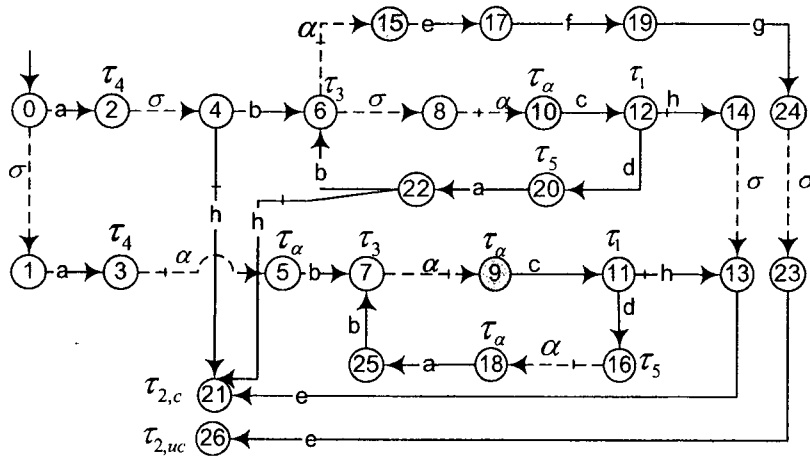 α 15 e 17 f 19 g
τ4 τ3 τα τ1
0 a 2 σ 4 b 6 σ 8 α 10 c 12 h 14 24
σ h b 22 a τ5 20 d σ σ
h
τ4 τα τ3 τα τ1
1 a 3 α 5 b 7 α 9 c 11 h 13 23
b τα d
25 a 18 α 16 τ5
τ2,c 21 e
τ2,uc 26 e